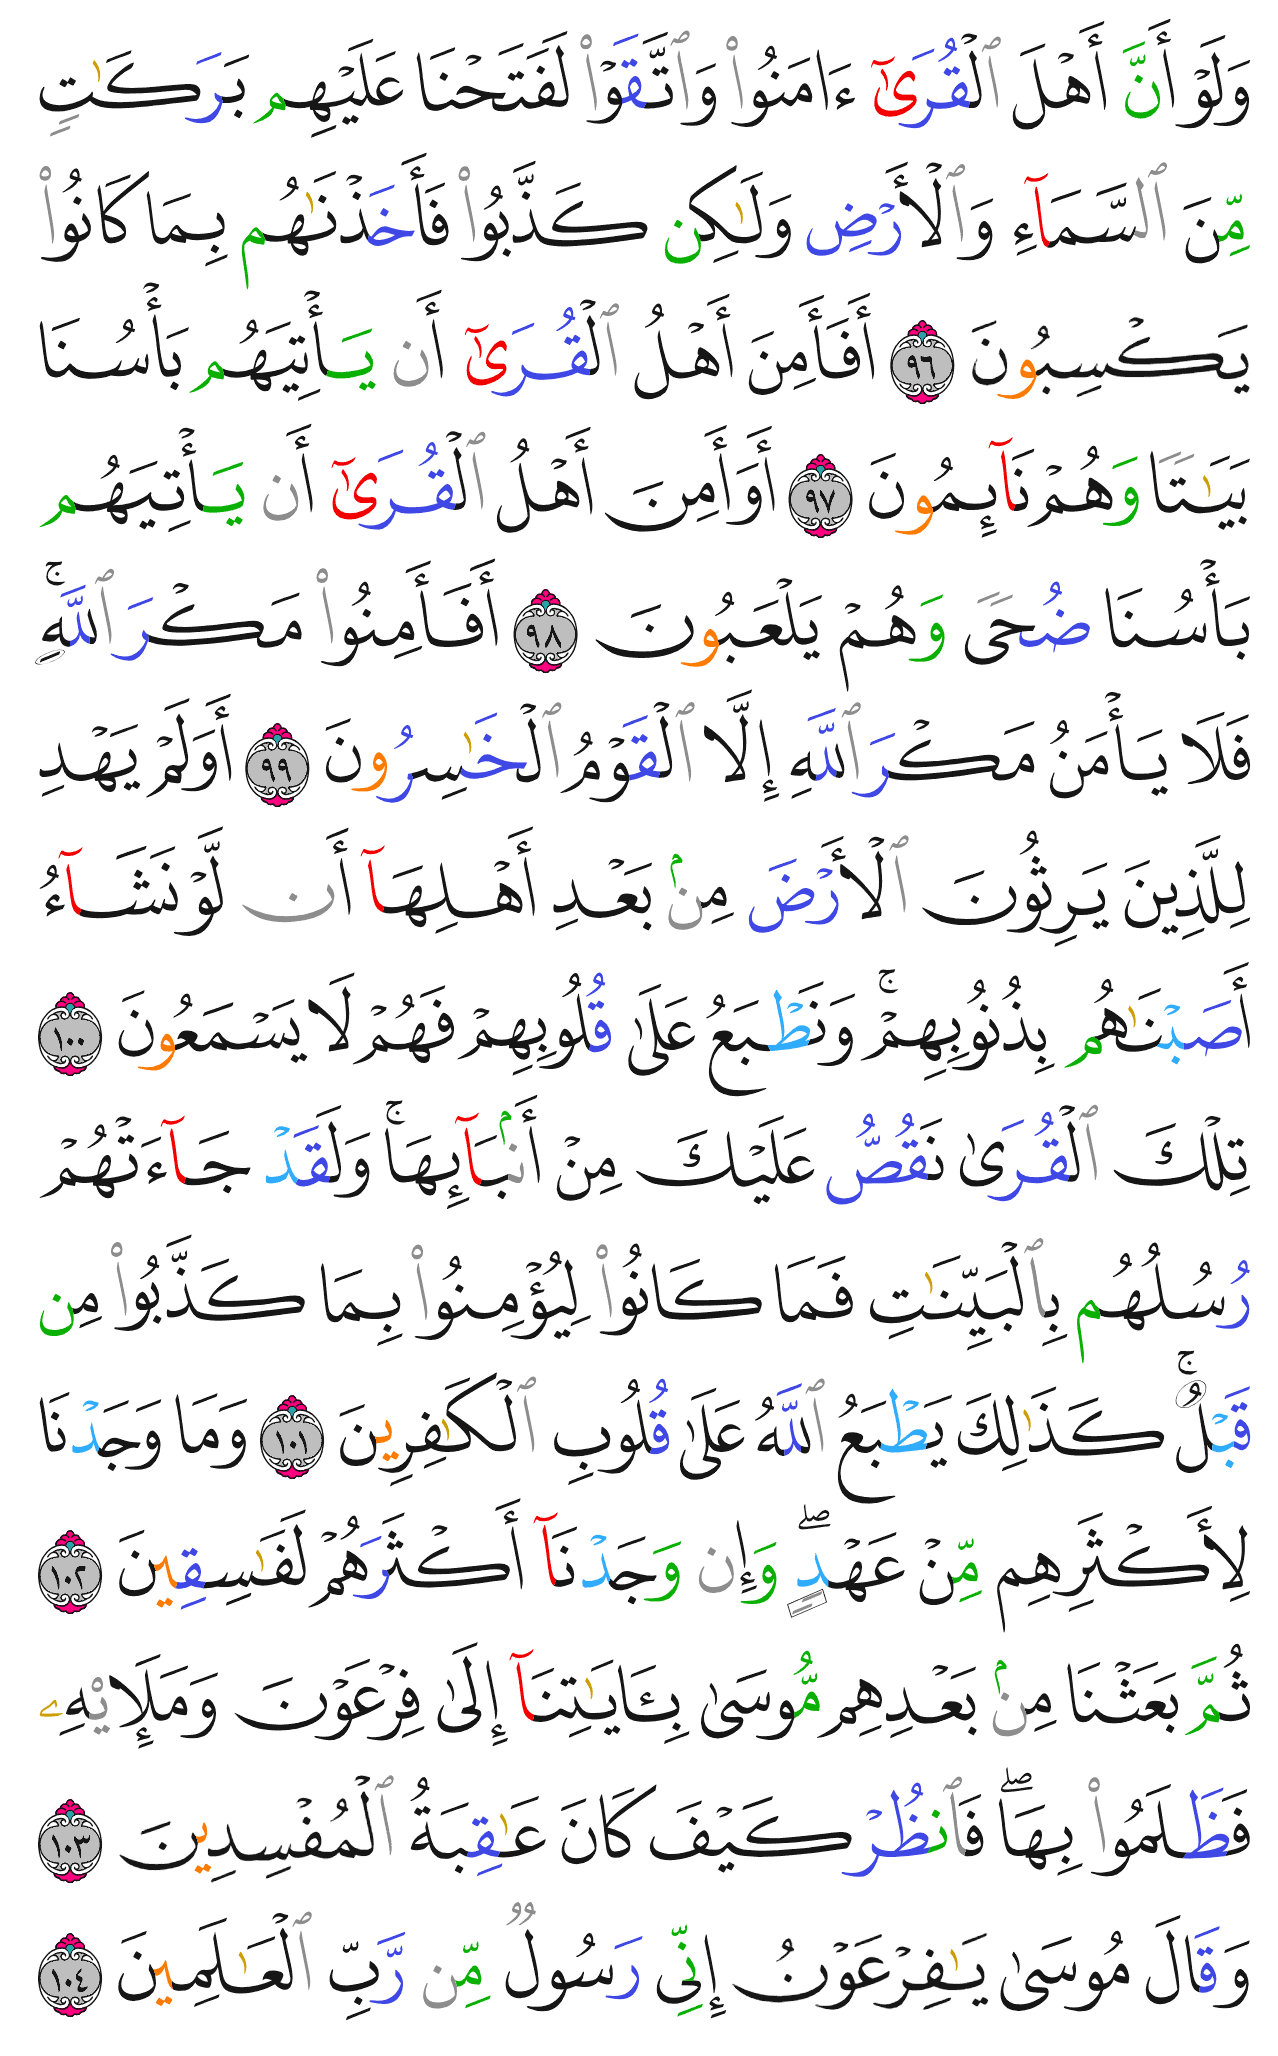 وَلَوْ أَنَّ أَهْلَ ٱلْقُرَىٰٓ ءَامَنُوا۟ وَٱتَّقَوْا۟ لَفَتَحْنَا عَلَيْهِم بَرَكَٰتٍ
مِّنَ ٱلسَّمَآءِ وَٱلْأَرْضِ وَلَٰكِن كَذَّبُوا۟ فَأَخَذْنَٰهُم بِمَا كَانُوا۟
يَكْسِبُونَ ٩٦ أَفَأَمِنَ أَهْلُ ٱلْقُرَىٰٓ أَن يَأْتِيَهُم بَأْسُنَا
بَيَٰتًا وَهُمْ نَآئِمُونَ ٩٧ أَوَأَمِنَ أَهْلُ ٱلْقُرَىٰٓ أَن يَأْتِيَهُم
بَأْسُنَا ضُحًى وَهُمْ يَلْعَبُونَ ٩٨ أَفَأَمِنُوا۟ مَكْرَ ٱللَّهِ ۚ
فَلَا يَأْمَنُ مَكْرَ ٱللَّهِ إِلَّا ٱلْقَوْمُ ٱلْخَٰسِرُونَ ٩٩ أَوَلَمْ يَهْدِ
لِلَّذِينَ يَرِثُونَ ٱلْأَرْضَ مِنۢ بَعْدِ أَهْلِهَآ أَن لَّوْ نَشَآءُ
أَصَبْنَٰهُم بِذُنُوبِهِمْ ۚ وَنَطْبَعُ عَلَىٰ قُلُوبِهِمْ فَهُمْ لَا يَسْمَعُونَ ١٠٠
تِلْكَ ٱلْقُرَىٰ نَقُصُّ عَلَيْكَ مِنْ أَنۢبَآئِهَا ۚ وَلَقَدْ جَآءَتْهُمْ
رُسُلُهُم بِٱلْبَيِّنَٰتِ فَمَا كَانُوا۟ لِيُؤْمِنُوا۟ بِمَا كَذَّبُوا۟ مِن
قَبْلُ ۚ كَذَٰلِكَ يَطْبَعُ ٱللَّهُ عَلَىٰ قُلُوبِ ٱلْكَٰفِرِينَ ١٠١ وَمَا وَجَدْنَا
لِأَكْثَرِهِم مِّنْ عَهْدٍ ۖ وَإِن وَجَدْنَآ أَكْثَرَهُمْ لَفَٰسِقِينَ ١٠٢
ثُمَّ بَعَثْنَا مِنۢ بَعْدِهِم مُّوسَىٰ بِـَٔايَٰتِنَآ إِلَىٰ فِرْعَوْنَ وَمَلَإِي۟هِۦ
فَظَلَمُوا۟ بِهَا ۖ فَٱنظُرْ كَيْفَ كَانَ عَٰقِبَةُ ٱلْمُفْسِدِينَ ١٠٣
وَقَالَ مُوسَىٰ يَٰفِرْعَوْنُ إِنِّى رَسُولٌ مِّن رَّبِّ ٱلْعَٰلَمِينَ ١٠٤